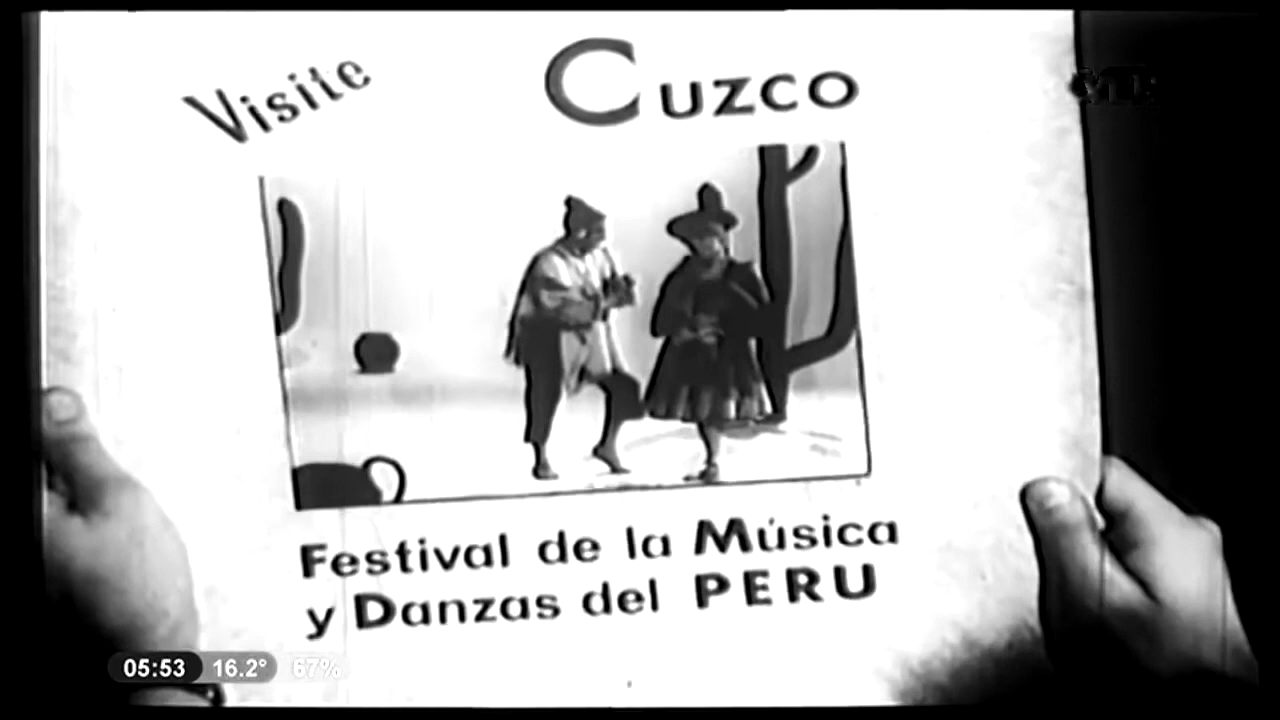 Visite
Cuzco
Festival de la Música
y Danzas del PERU
05:53 16.2° 67%